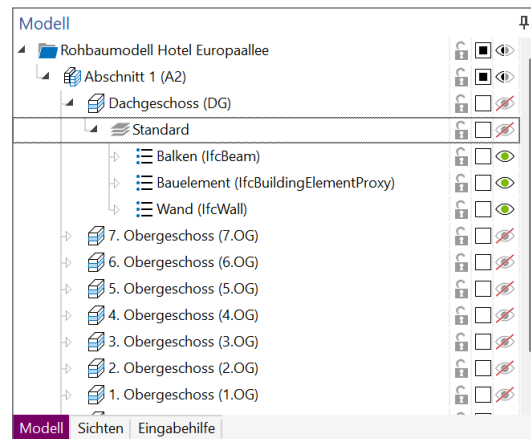 Modell
Rohbaumodell Hotel Europaallee
Abschnitt 1 (A2)
Dachgeschoss (DG)
Standard
Balken (IfcBeam)
Bauelement (IfcBuildingElementProxy)
Wand (IfcWall)
7. Obergeschoss (7.OG)
6. Obergeschoss (6.OG)
5. Obergeschoss (5.OG)
4. Obergeschoss (4.OG)
3. Obergeschoss (3.OG)
2. Obergeschoss (2.OG)
1. Obergeschoss (1.OG)
Modell Sichten Eingabehilfe